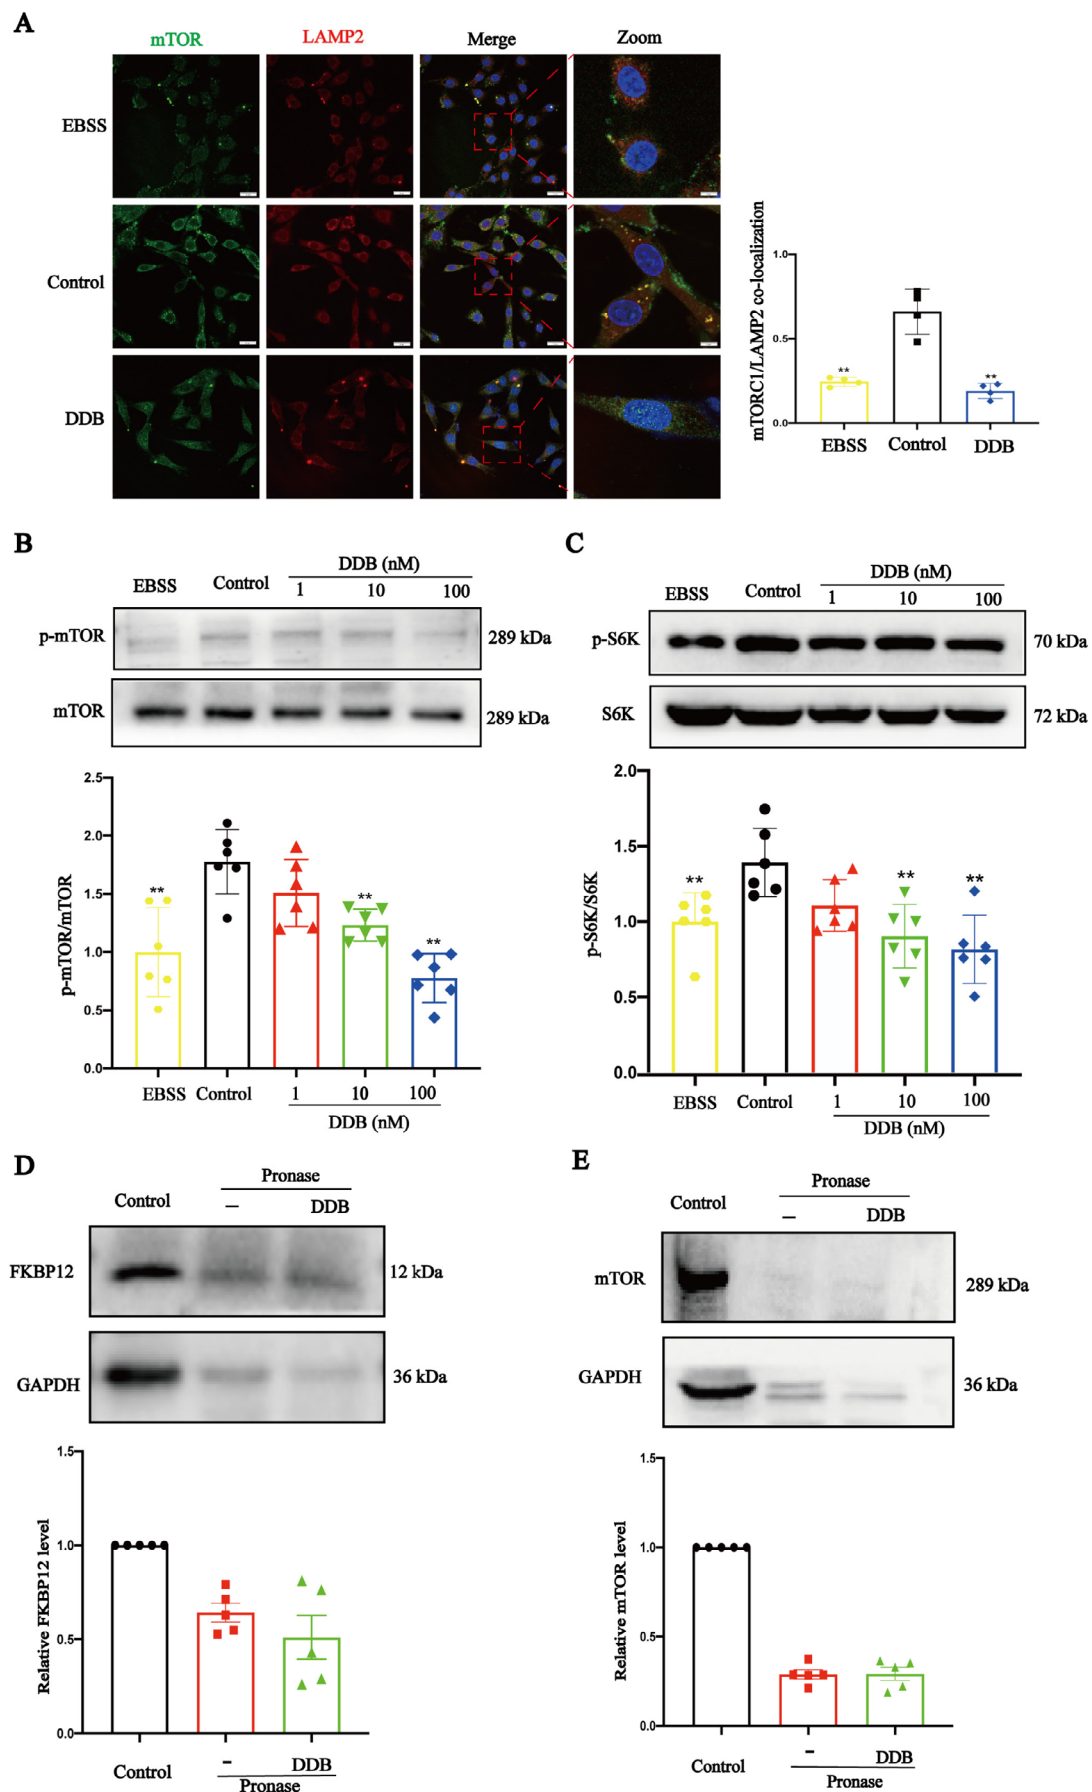 A
mTOR LAMP2 Merge Zoom
EBSS
Control
DDB
mTORC1/LAMP2 co-localization
1.0
0.5
0.0
** **
EBSS Control DDB
B
EBSS Control DDB (nM)
1 10 100
p-mTOR 289 kDa
mTOR 289 kDa
p-mTOR/mTOR
2.5
2.0
1.5
1.0
0.5
0.0
** ** **
EBSS Control 1 10 100
DDB (nM)
C
EBSS Control DDB (nM)
1 10 100
p-S6K 70 kDa
S6K 72 kDa
p-S6K/S6K
2.0
1.5
1.0
0.5
0.0
** ** **
EBSS Control 1 10 100
DDB (nM)
D
Pronase
Control – DDB
FKBP12 12 kDa
GAPDH 36 kDa
Relative FKBP12 level
1.5
1.0
0.5
0.0
Control – DDB
Pronase
E
Pronase
Control – DDB
mTOR 289 kDa
GAPDH 36 kDa
Relative mTOR level
1.5
1.0
0.5
0.0
Control – DDB
Pronase